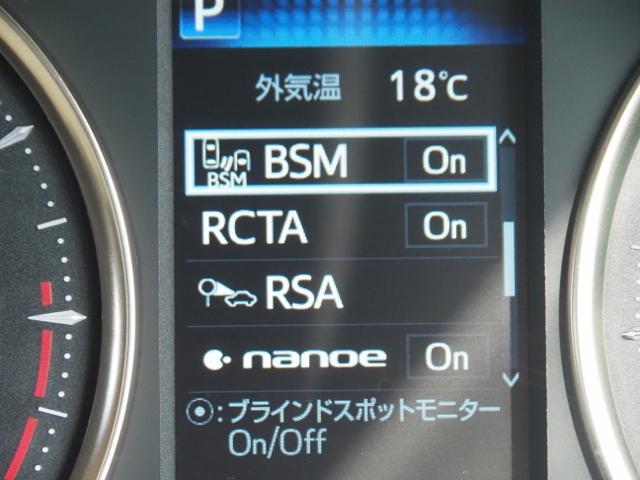 P
外気温 18℃
BSM BSM On
RCTA On
RSA
nanoe On
⦿:ブラインドスポットモニター
On/Off